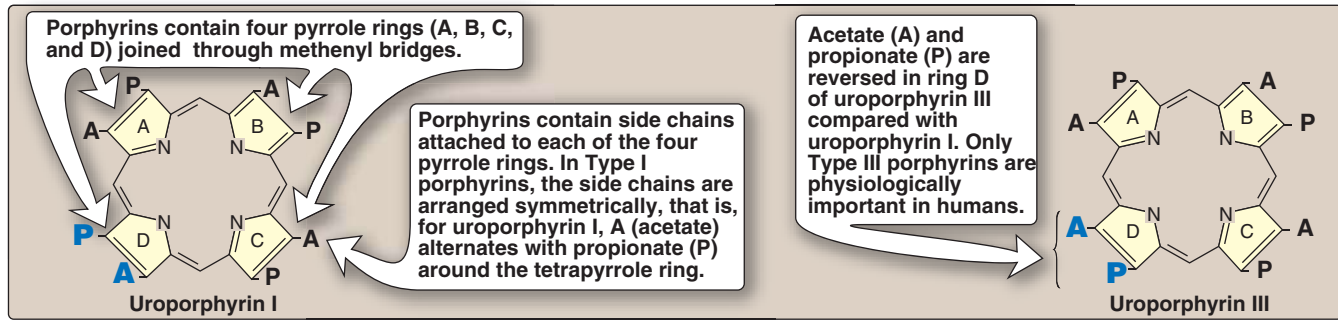 Porphyrins contain four pyrrole rings (A, B, C,
and D) joined through methenyl bridges.
P
A
A
A
B
P
N
N
N
N
P
D
C
A
A
P
Uroporphyrin I
Porphyrins contain side chains
attached to each of the four
pyrrole rings. In Type I
porphyrins, the side chains are
arranged symmetrically, that is,
for uroporphyrin I, A (acetate)
alternates with propionate (P)
around the tetrapyrrole ring.
Acetate (A) and
propionate (P) are
reversed in ring D
of uroporphyrin III
compared with
uroporphyrin I. Only
Type III porphyrins are
physiologically
important in humans.
P
A
A
A
B
P
N
N
N
N
A
D
C
A
P
P
Uroporphyrin III